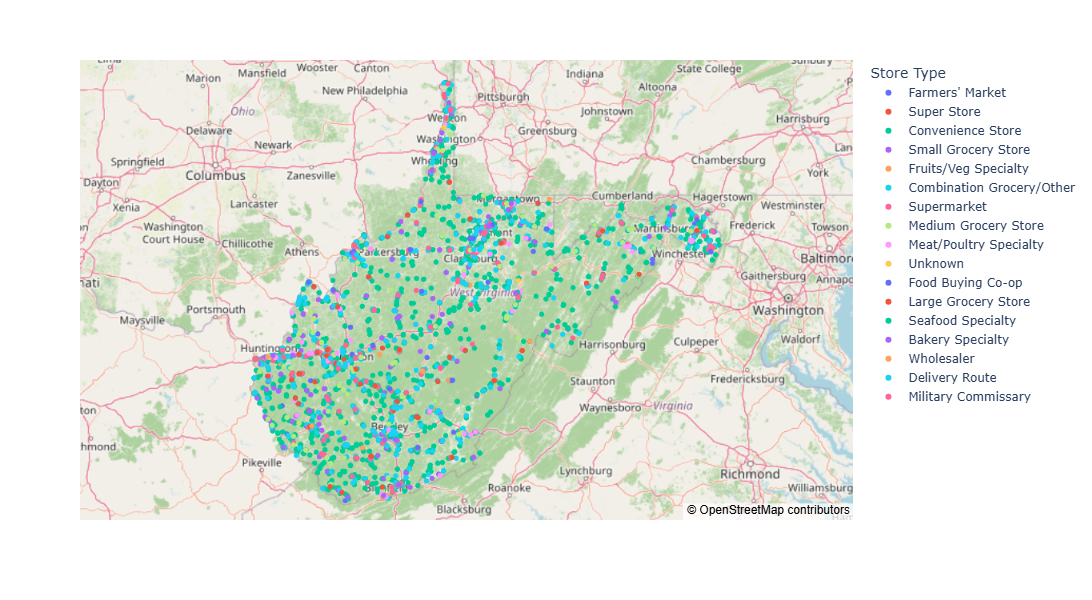 Wooster
Canton
State College
Marion
Mansfield
Indiana
New Philadelphia
Altoona
Pittsburgh
Johnstown
Ohio
Harrisburg
Delaware
Greensburg
Newark
Wheeling
Chambersburg
Springfield
Columbus
Zanesville
York
Dayton
Cumberland
Hagerstown
Xenia
Lancaster
Westminster
Washington
Court House
Frederick
Towson
Chillicothe
Athens
Winchester
Baltimore
Gaithersburg
West Virginia
Portsmouth
Washington
Maysville
Waldorf
Harrisonburg
Culpeper
Staunton
Fredericksburg
Waynesboro
Virginia
Pikeville
Lynchburg
Richmond
Roanoke
Williamsburg
Blacksburg
© OpenStreetMap contributors
Store Type
Farmers' Market
Super Store
Convenience Store
Small Grocery Store
Fruits/Veg Specialty
Combination Grocery/Other
Supermarket
Medium Grocery Store
Meat/Poultry Specialty
Unknown
Food Buying Co-op
Large Grocery Store
Seafood Specialty
Bakery Specialty
Wholesaler
Delivery Route
Military Commissary